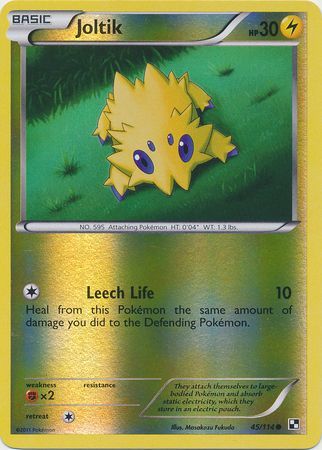 BASIC
Joltik
HP 30
NO. 595 Attaching Pokémon HT: 0'04" WT: 1.3 lbs.
Leech Life 10
Heal from this Pokémon the same amount of
damage you did to the Defending Pokémon.
weakness resistance
×2
retreat
They attach themselves to large-
bodied Pokémon and absorb
static electricity, which they
store in an electric pouch.
©2011 Pokémon
Illus. Masakazu Fukuda
45/114